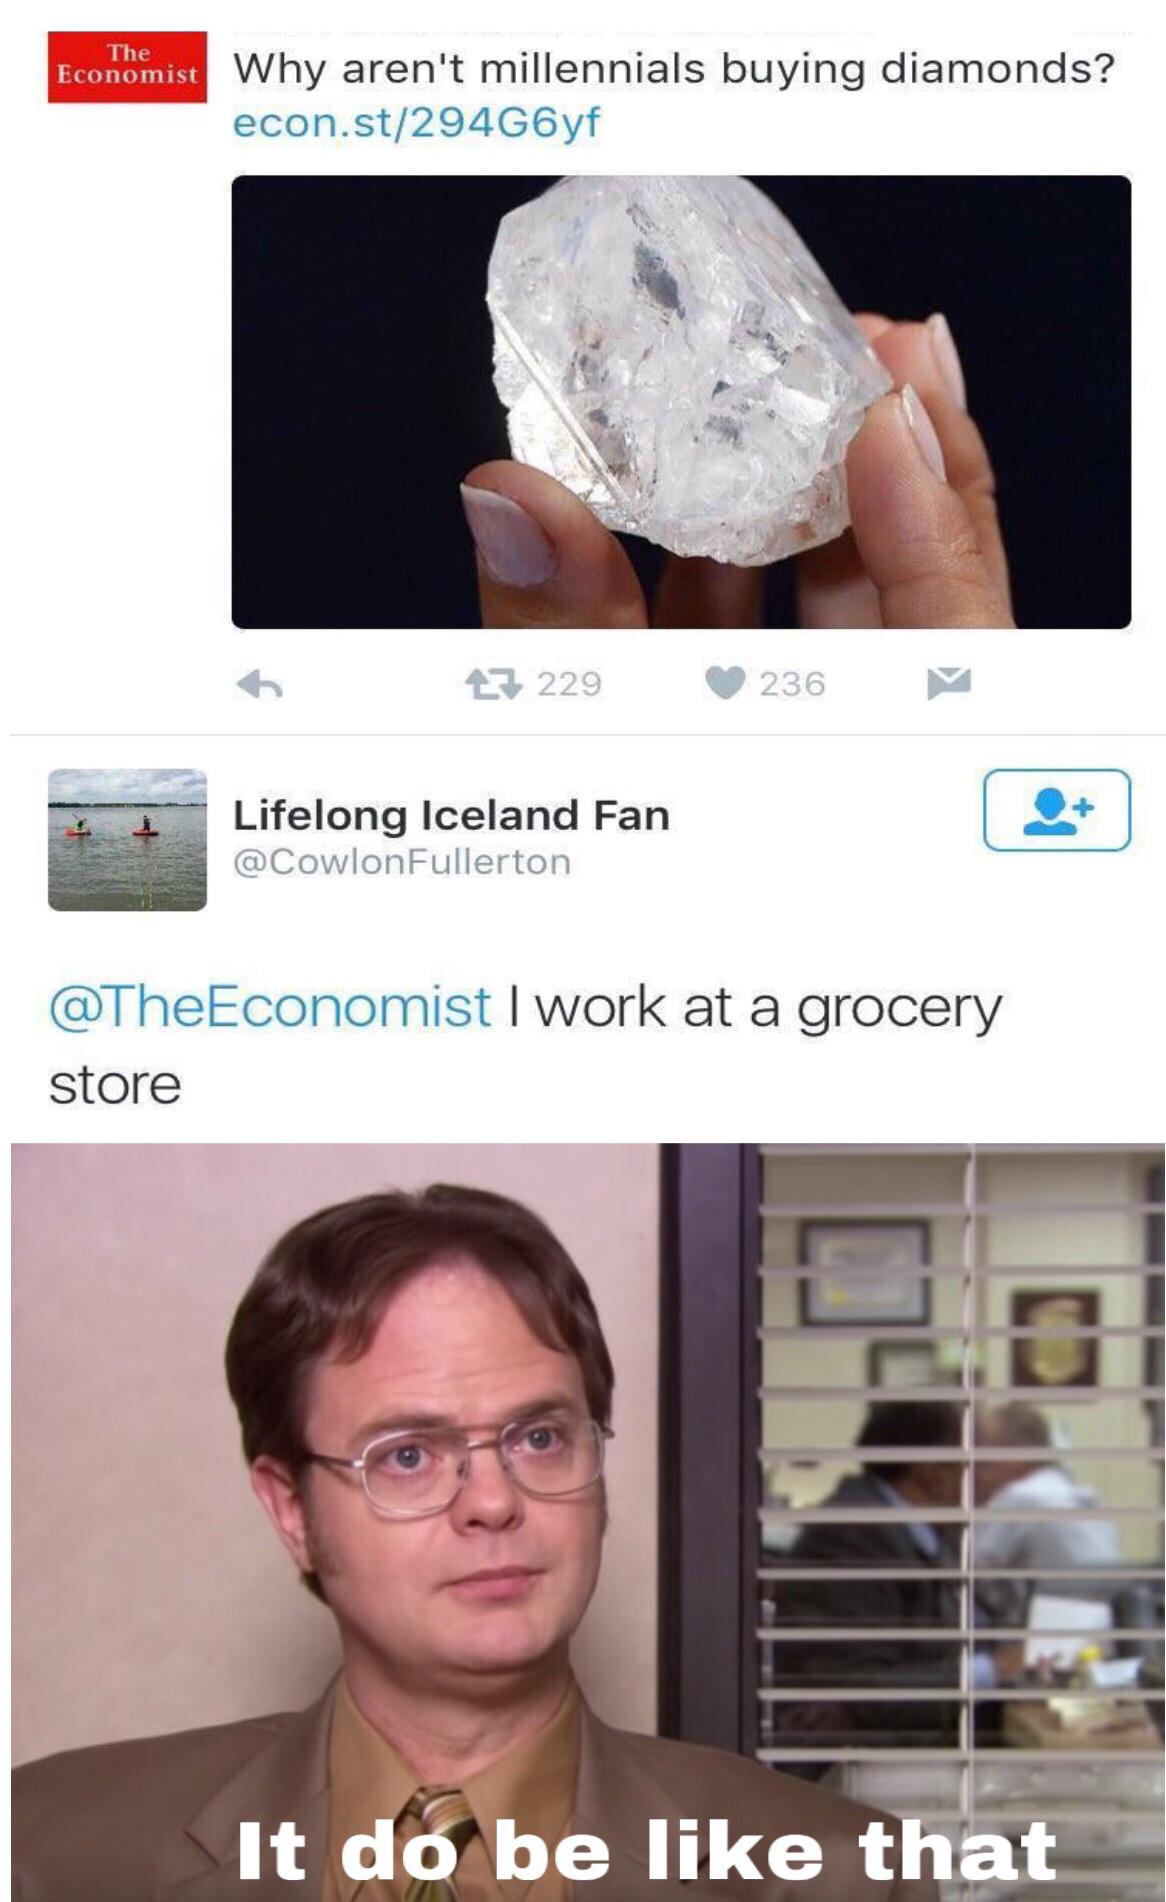 The
Economist
Why aren't millennials buying diamonds?
econ.st/294G6yf
229
236
Lifelong Iceland Fan
@CowlonFullerton
@TheEconomist I work at a grocery
store
It do be like that